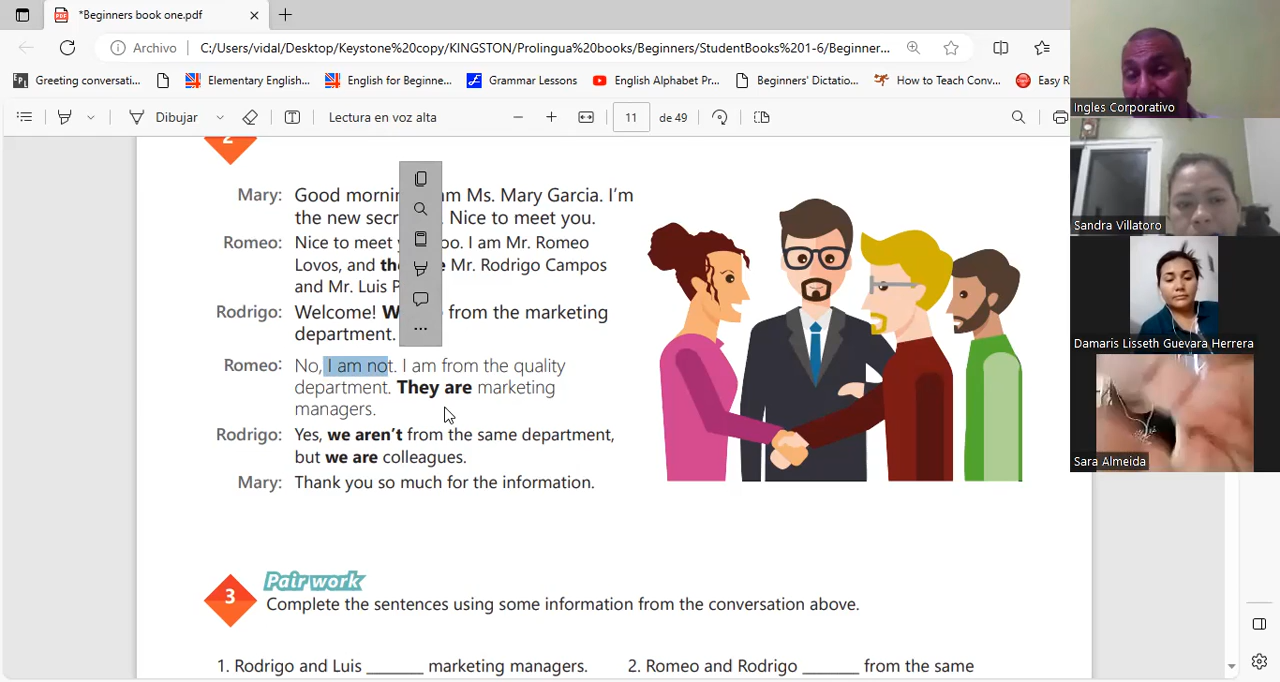 *Beginners book one.pdf
Archivo
C:/Users/vidal/Desktop/Keystone%20copy/KINGSTON/Prolingua%20books/Beginners/StudentBooks%201-6/Beginner...
Greeting conversati...
Elementary English...
English for Beginne...
Grammar Lessons
English Alphabet Pr...
Beginners' Dictatio...
How to Teach Conv...
Easy R
Dibujar
Lectura en voz alta
11
de 49
2
Mary: Good mornin am Ms. Mary Garcia. I'm
the new secr Nice to meet you.
Romeo: Nice to meet oo. I am Mr. Romeo
Lovos, and Mr. Rodrigo Campos
and Mr. Luis P
Rodrigo: Welcome! from the marketing
department.
Romeo: No, I am not. I am from the quality
department. They are marketing
managers.
Rodrigo: Yes, we aren't from the same department,
but we are colleagues.
Mary: Thank you so much for the information.
3
Pair work
Complete the sentences using some information from the conversation above.
1. Rodrigo and Luis _______ marketing managers.
2. Romeo and Rodrigo _______ from the same
Ingles Corporativo
Sandra Villatoro
Damaris Lisseth Guevara Herrera
Sara Almeida